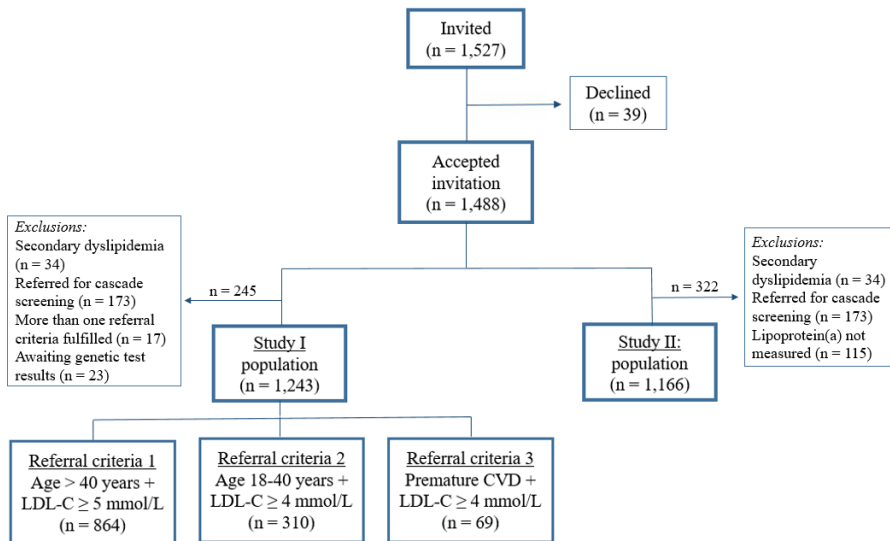 Invited
(n = 1,527)
Declined
(n = 39)
Accepted
invitation
(n = 1,488)
Exclusions:
Secondary dyslipidemia
(n = 34)
Referred for cascade
screening (n = 173)
More than one referral
criteria fulfilled (n = 17)
Awaiting genetic test
results (n = 23)
n = 245
n = 322
Exclusions:
Secondary
dyslipidemia (n = 34)
Referred for cascade
screening (n = 173)
Lipoprotein(a) not
measured (n = 115)
Study I
population
(n = 1,243)
Study II:
population
(n = 1,166)
Referral criteria 1
Age > 40 years +
LDL-C ≥ 5 mmol/L
(n = 864)
Referral criteria 2
Age 18-40 years +
LDL-C ≥ 4 mmol/L
(n = 310)
Referral criteria 3
Premature CVD +
LDL-C ≥ 4 mmol/L
(n = 69)